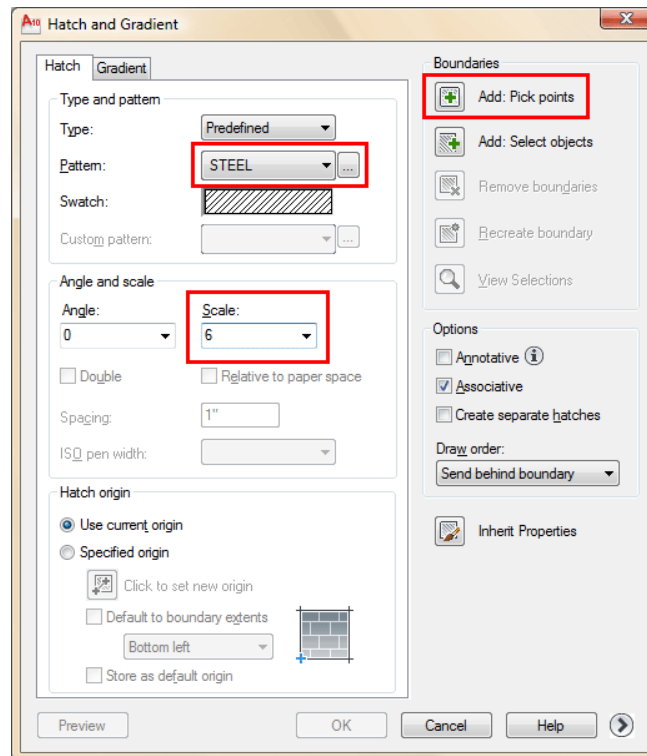 A10 Hatch and Gradient
Hatch Gradient
Type and pattern
Type: Predefined
Pattern: STEEL ...
Swatch:
Custom pattern: ...
Angle and scale
Angle: Scale:
0 6
Double Relative to paper space
Spacing: 1"
ISO pen width:
Hatch origin
Use current origin
Specified origin
Click to set new origin
Default to boundary extents
Bottom left
Store as default origin
Boundaries
Add: Pick points
Add: Select objects
Remove boundaries
Recreate boundary
View Selections
Options
Annotative i
Associative
Create separate hatches
Draw order:
Send behind boundary
Inherit Properties
Preview OK Cancel Help